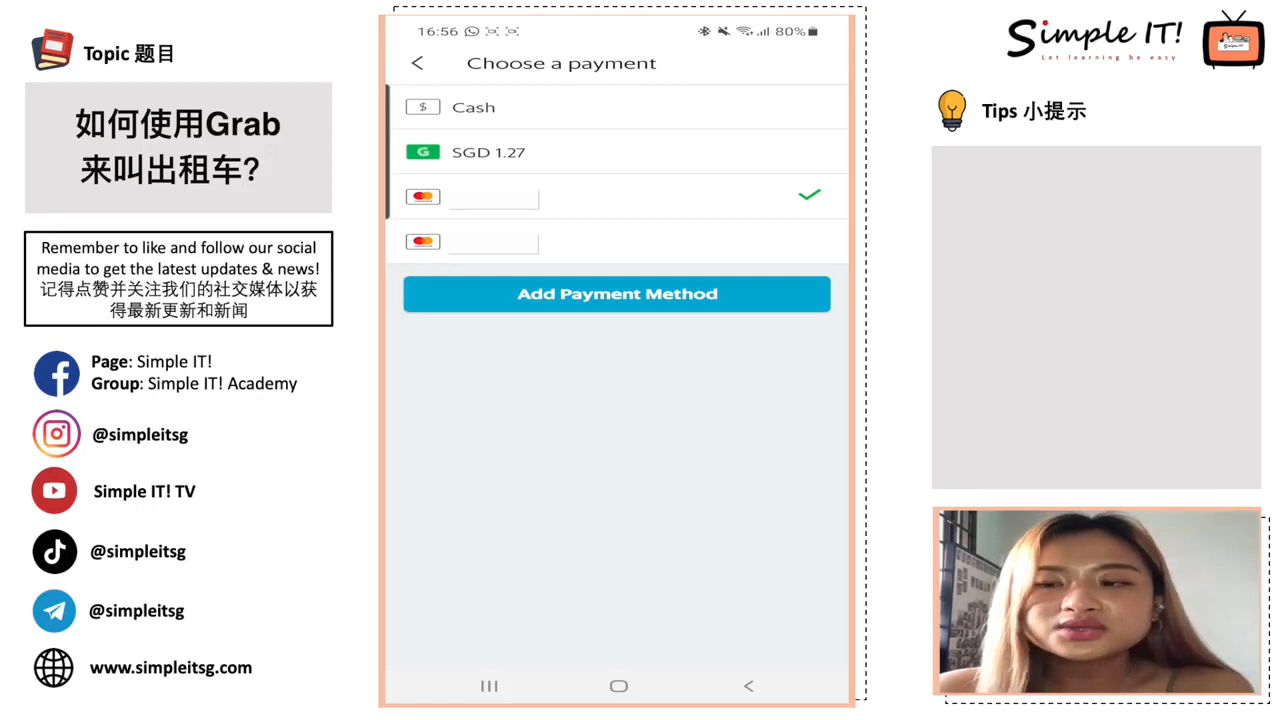 Topic 题目
如何使用Grab
来叫出租车?
Remember to like and follow our social
media to get the latest updates & news!
记得点赞并关注我们的社交媒体以获
得最新更新和新闻
Page: Simple IT!
Group: Simple IT! Academy
@simpleitsg
Simple IT! TV
@simpleitsg
@simpleitsg
www.simpleitsg.com
16:56
80%
Choose a payment
$ Cash
G SGD 1.27
Add Payment Method
Simple IT!
Let learning be easy
Tips 小提示